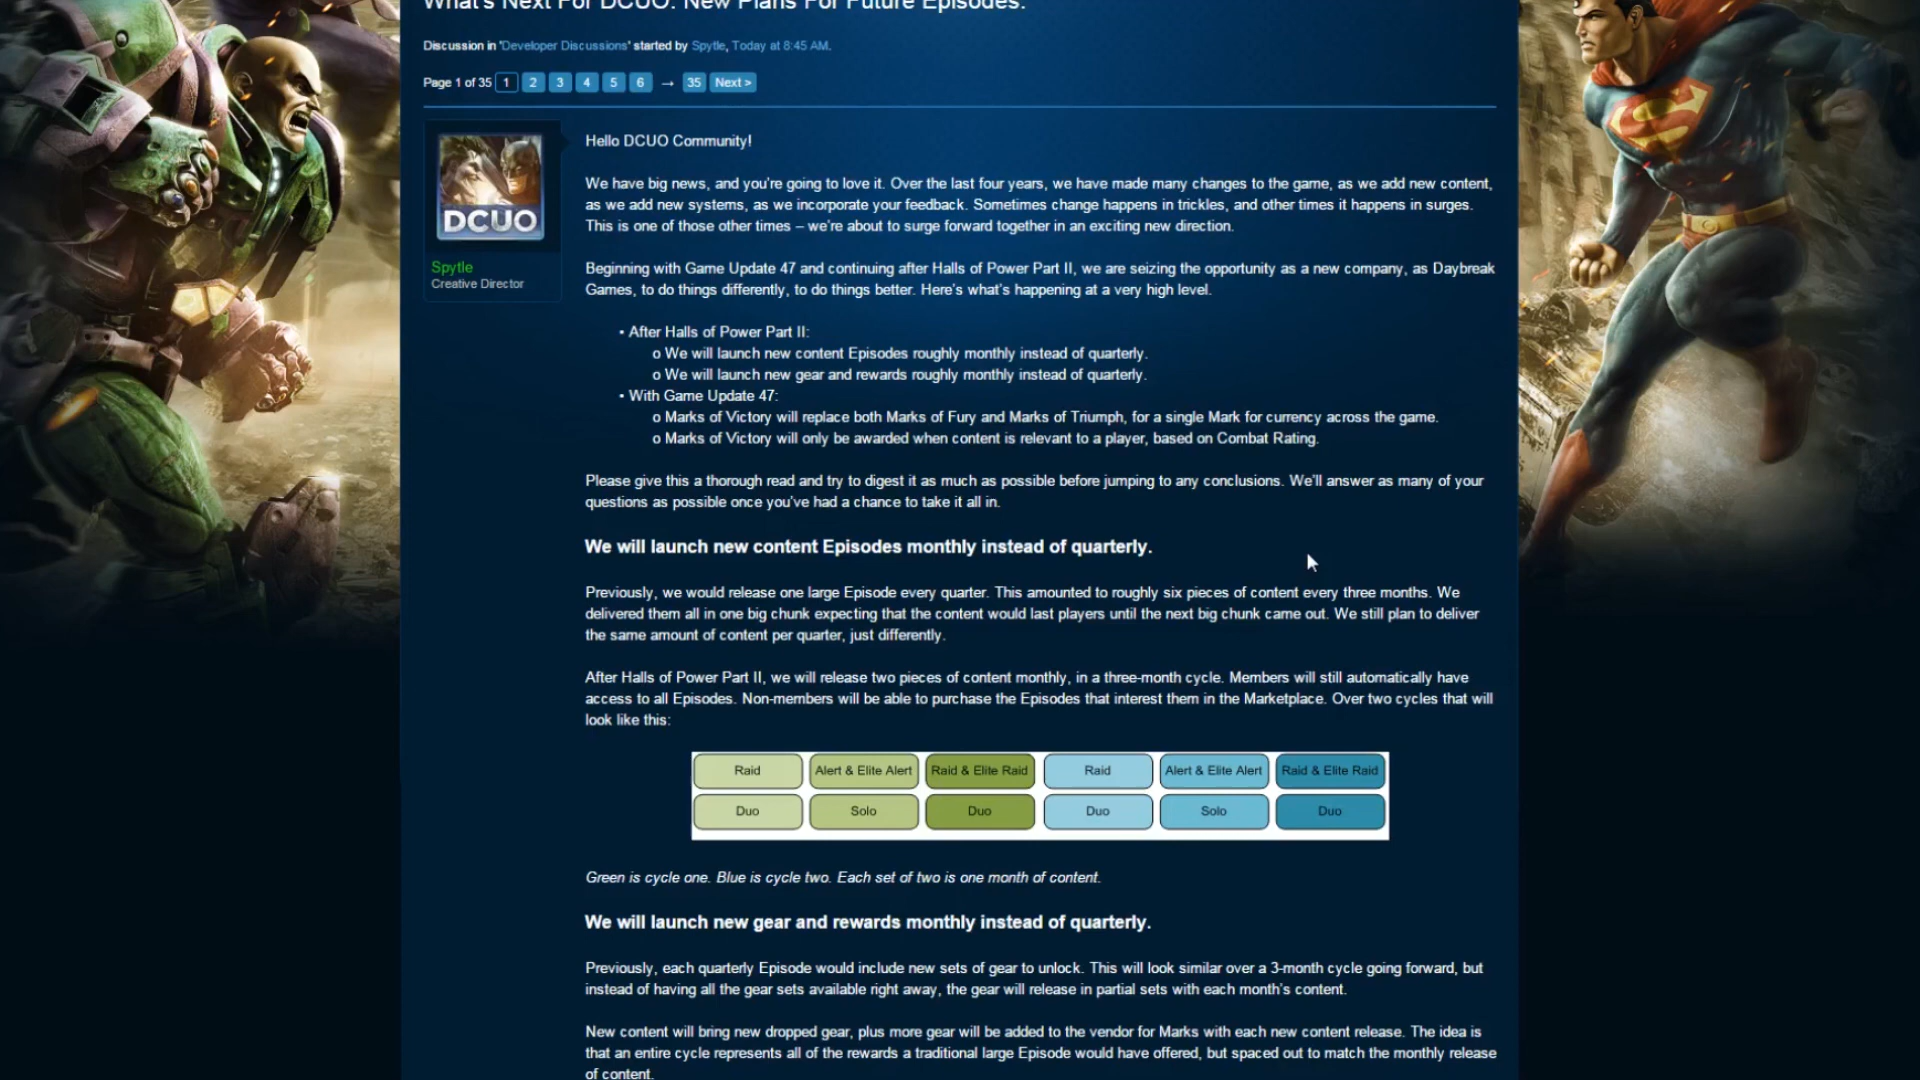 What's Next For DCUO: New Plans For Future Episodes.
Discussion in 'Developer Discussions' started by Spytle, Today at 8:45 AM.
Page 1 of 35 1 2 3 4 5 6 → 35 Next >
DCUO
Spytle
Creative Director
Hello DCUO Community!
We have big news, and you're going to love it. Over the last four years, we have made many changes to the game, as we add new content,
as we add new systems, as we incorporate your feedback. Sometimes change happens in trickles, and other times it happens in surges.
This is one of those other times – we're about to surge forward together in an exciting new direction.
Beginning with Game Update 47 and continuing after Halls of Power Part II, we are seizing the opportunity as a new company, as Daybreak
Games, to do things differently, to do things better. Here's what's happening at a very high level.
• After Halls of Power Part II:
o We will launch new content Episodes roughly monthly instead of quarterly.
o We will launch new gear and rewards roughly monthly instead of quarterly.
• With Game Update 47:
o Marks of Victory will replace both Marks of Fury and Marks of Triumph, for a single Mark for currency across the game.
o Marks of Victory will only be awarded when content is relevant to a player, based on Combat Rating.
Please give this a thorough read and try to digest it as much as possible before jumping to any conclusions. We'll answer as many of your
questions as possible once you've had a chance to take it all in.
We will launch new content Episodes monthly instead of quarterly.
Previously, we would release one large Episode every quarter. This amounted to roughly six pieces of content every three months. We
delivered them all in one big chunk expecting that the content would last players until the next big chunk came out. We still plan to deliver
the same amount of content per quarter, just differently.
After Halls of Power Part II, we will release two pieces of content monthly, in a three-month cycle. Members will still automatically have
access to all Episodes. Non-members will be able to purchase the Episodes that interest them in the Marketplace. Over two cycles that will
look like this:
Raid Alert & Elite Alert Raid & Elite Raid Raid Alert & Elite Alert Raid & Elite Raid
Duo Solo Duo Duo Solo Duo
Green is cycle one. Blue is cycle two. Each set of two is one month of content.
We will launch new gear and rewards monthly instead of quarterly.
Previously, each quarterly Episode would include new sets of gear to unlock. This will look similar over a 3-month cycle going forward, but
instead of having all the gear sets available right away, the gear will release in partial sets with each month's content.
New content will bring new dropped gear, plus more gear will be added to the vendor for Marks with each new content release. The idea is
that an entire cycle represents all of the rewards a traditional large Episode would have offered, but spaced out to match the monthly release
of content.